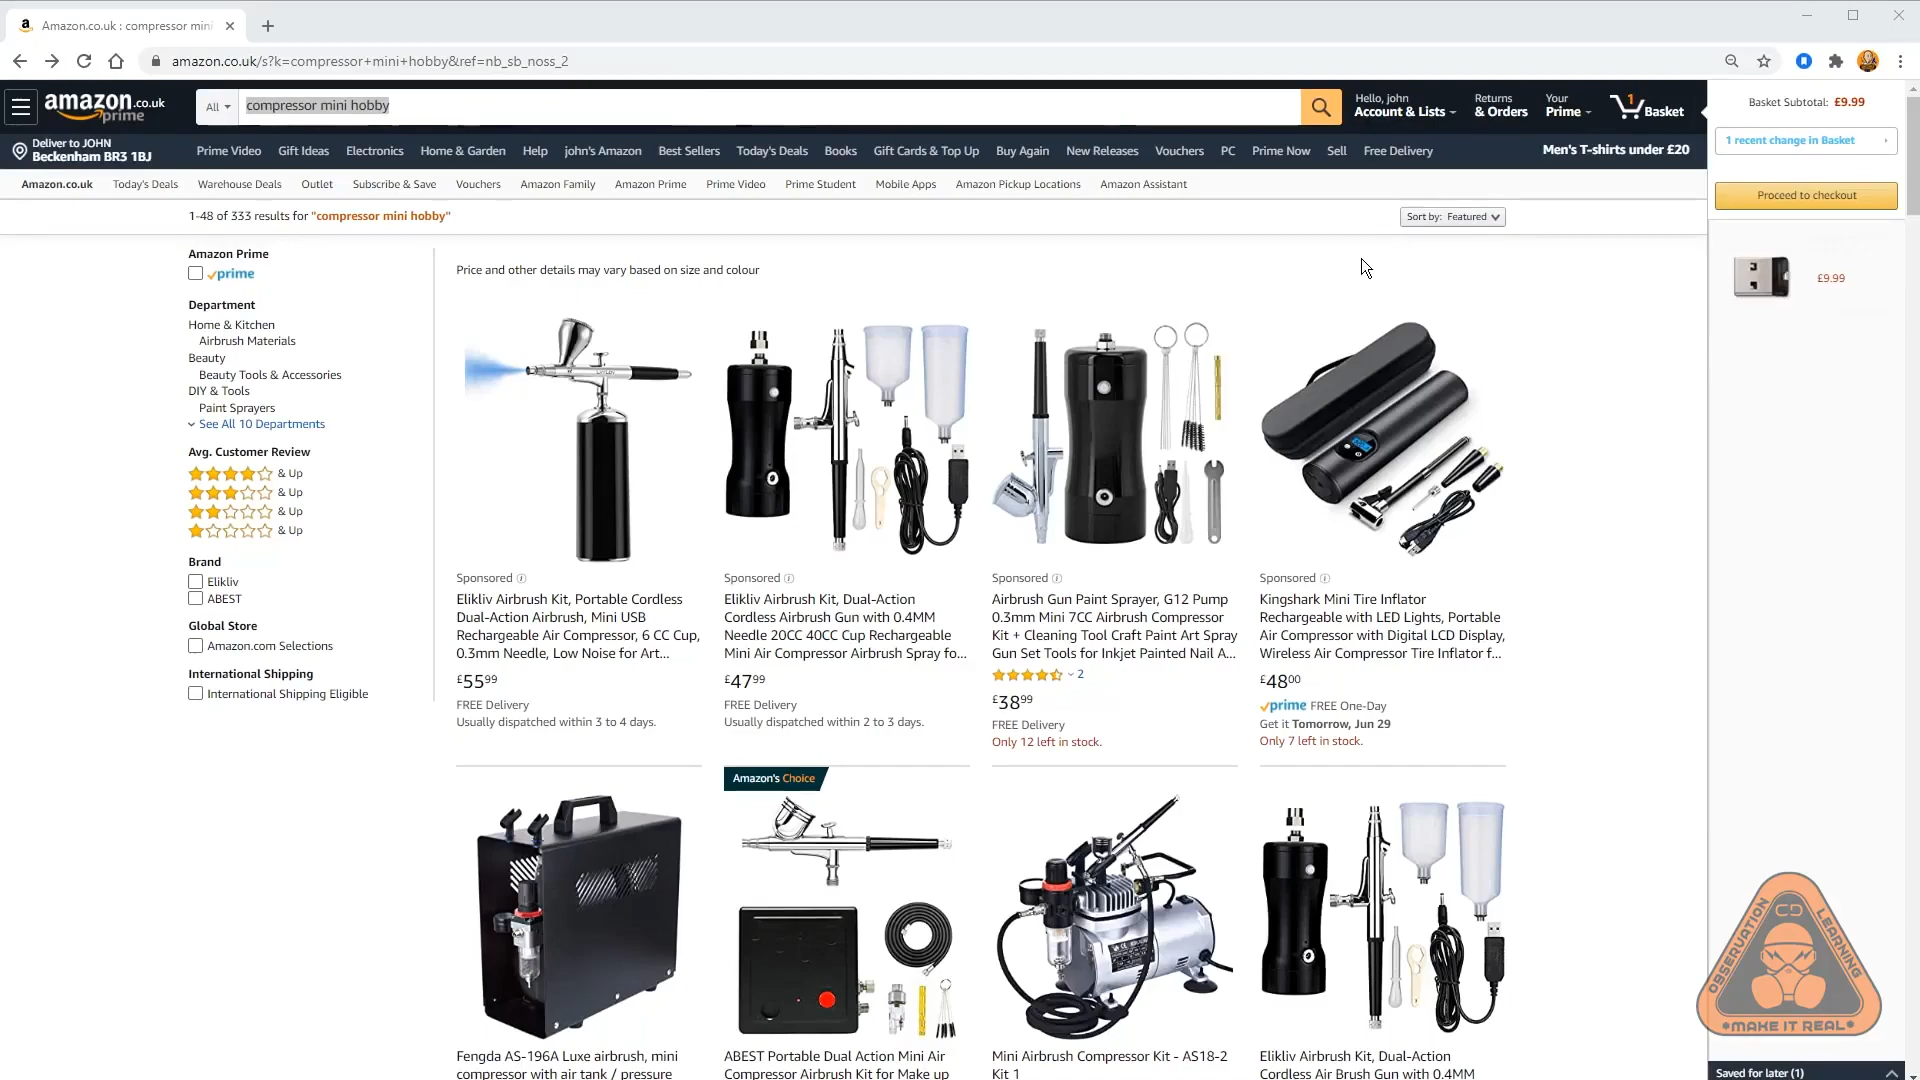 Amazon.co.uk : compressor mini
amazon.co.uk/s?k=compressor+mini+hobby&ref=nb_sb_noss_2
amazon.co.uk
prime
All
compressor mini hobby
Hello, john
Account & Lists
Returns
& Orders
Your
Prime
1
Basket
Basket Subtotal: £9.99
1 recent change in Basket
Proceed to checkout
£9.99
Deliver to JOHN
Beckenham BR3 1BJ
Prime Video Gift Ideas Electronics Home & Garden Help john's Amazon Best Sellers Today's Deals Books Gift Cards & Top Up Buy Again New Releases Vouchers PC Prime Now Sell Free Delivery
Men's T-shirts under £20
Amazon.co.uk Today's Deals Warehouse Deals Outlet Subscribe & Save Vouchers Amazon Family Amazon Prime Prime Video Prime Student Mobile Apps Amazon Pickup Locations Amazon Assistant
1-48 of 333 results for "compressor mini hobby"
Sort by: Featured
Amazon Prime
prime
Department
Home & Kitchen
Airbrush Materials
Beauty
Beauty Tools & Accessories
DIY & Tools
Paint Sprayers
See All 10 Departments
Avg. Customer Review
& Up
& Up
& Up
& Up
Brand
Elikliv
ABEST
Global Store
Amazon.com Selections
International Shipping
International Shipping Eligible
Price and other details may vary based on size and colour
Sponsored
Elikliv Airbrush Kit, Portable Cordless
Dual-Action Airbrush, Mini USB
Rechargeable Air Compressor, 6 CC Cup,
0.3mm Needle, Low Noise for Art...
£5599
FREE Delivery
Usually dispatched within 3 to 4 days.
Sponsored
Elikliv Airbrush Kit, Dual-Action
Cordless Airbrush Gun with 0.4MM
Needle 20CC 40CC Cup Rechargeable
Mini Air Compressor Airbrush Spray fo...
£4799
FREE Delivery
Usually dispatched within 2 to 3 days.
Sponsored
Airbrush Gun Paint Sprayer, G12 Pump
0.3mm Mini 7CC Airbrush Compressor
Kit + Cleaning Tool Craft Paint Art Spray
Gun Set Tools for Inkjet Painted Nail A...
2
£3899
FREE Delivery
Only 12 left in stock.
Sponsored
Kingshark Mini Tire Inflator
Rechargeable with LED Lights, Portable
Air Compressor with Digital LCD Display,
Wireless Air Compressor Tire Inflator f...
£4800
prime FREE One-Day
Get it Tomorrow, Jun 29
Only 7 left in stock.
Fengda AS-196A Luxe airbrush, mini
compressor with air tank / pressure
Amazon's Choice
ABEST Portable Dual Action Mini Air
Compressor Airbrush Kit for Make up
Mini Airbrush Compressor Kit - AS18-2
Kit 1
Elikliv Airbrush Kit, Dual-Action
Cordless Air Brush Gun with 0.4MM
OBSERVATION
LEARNING
•MAKE IT REAL•
Saved for later (1)